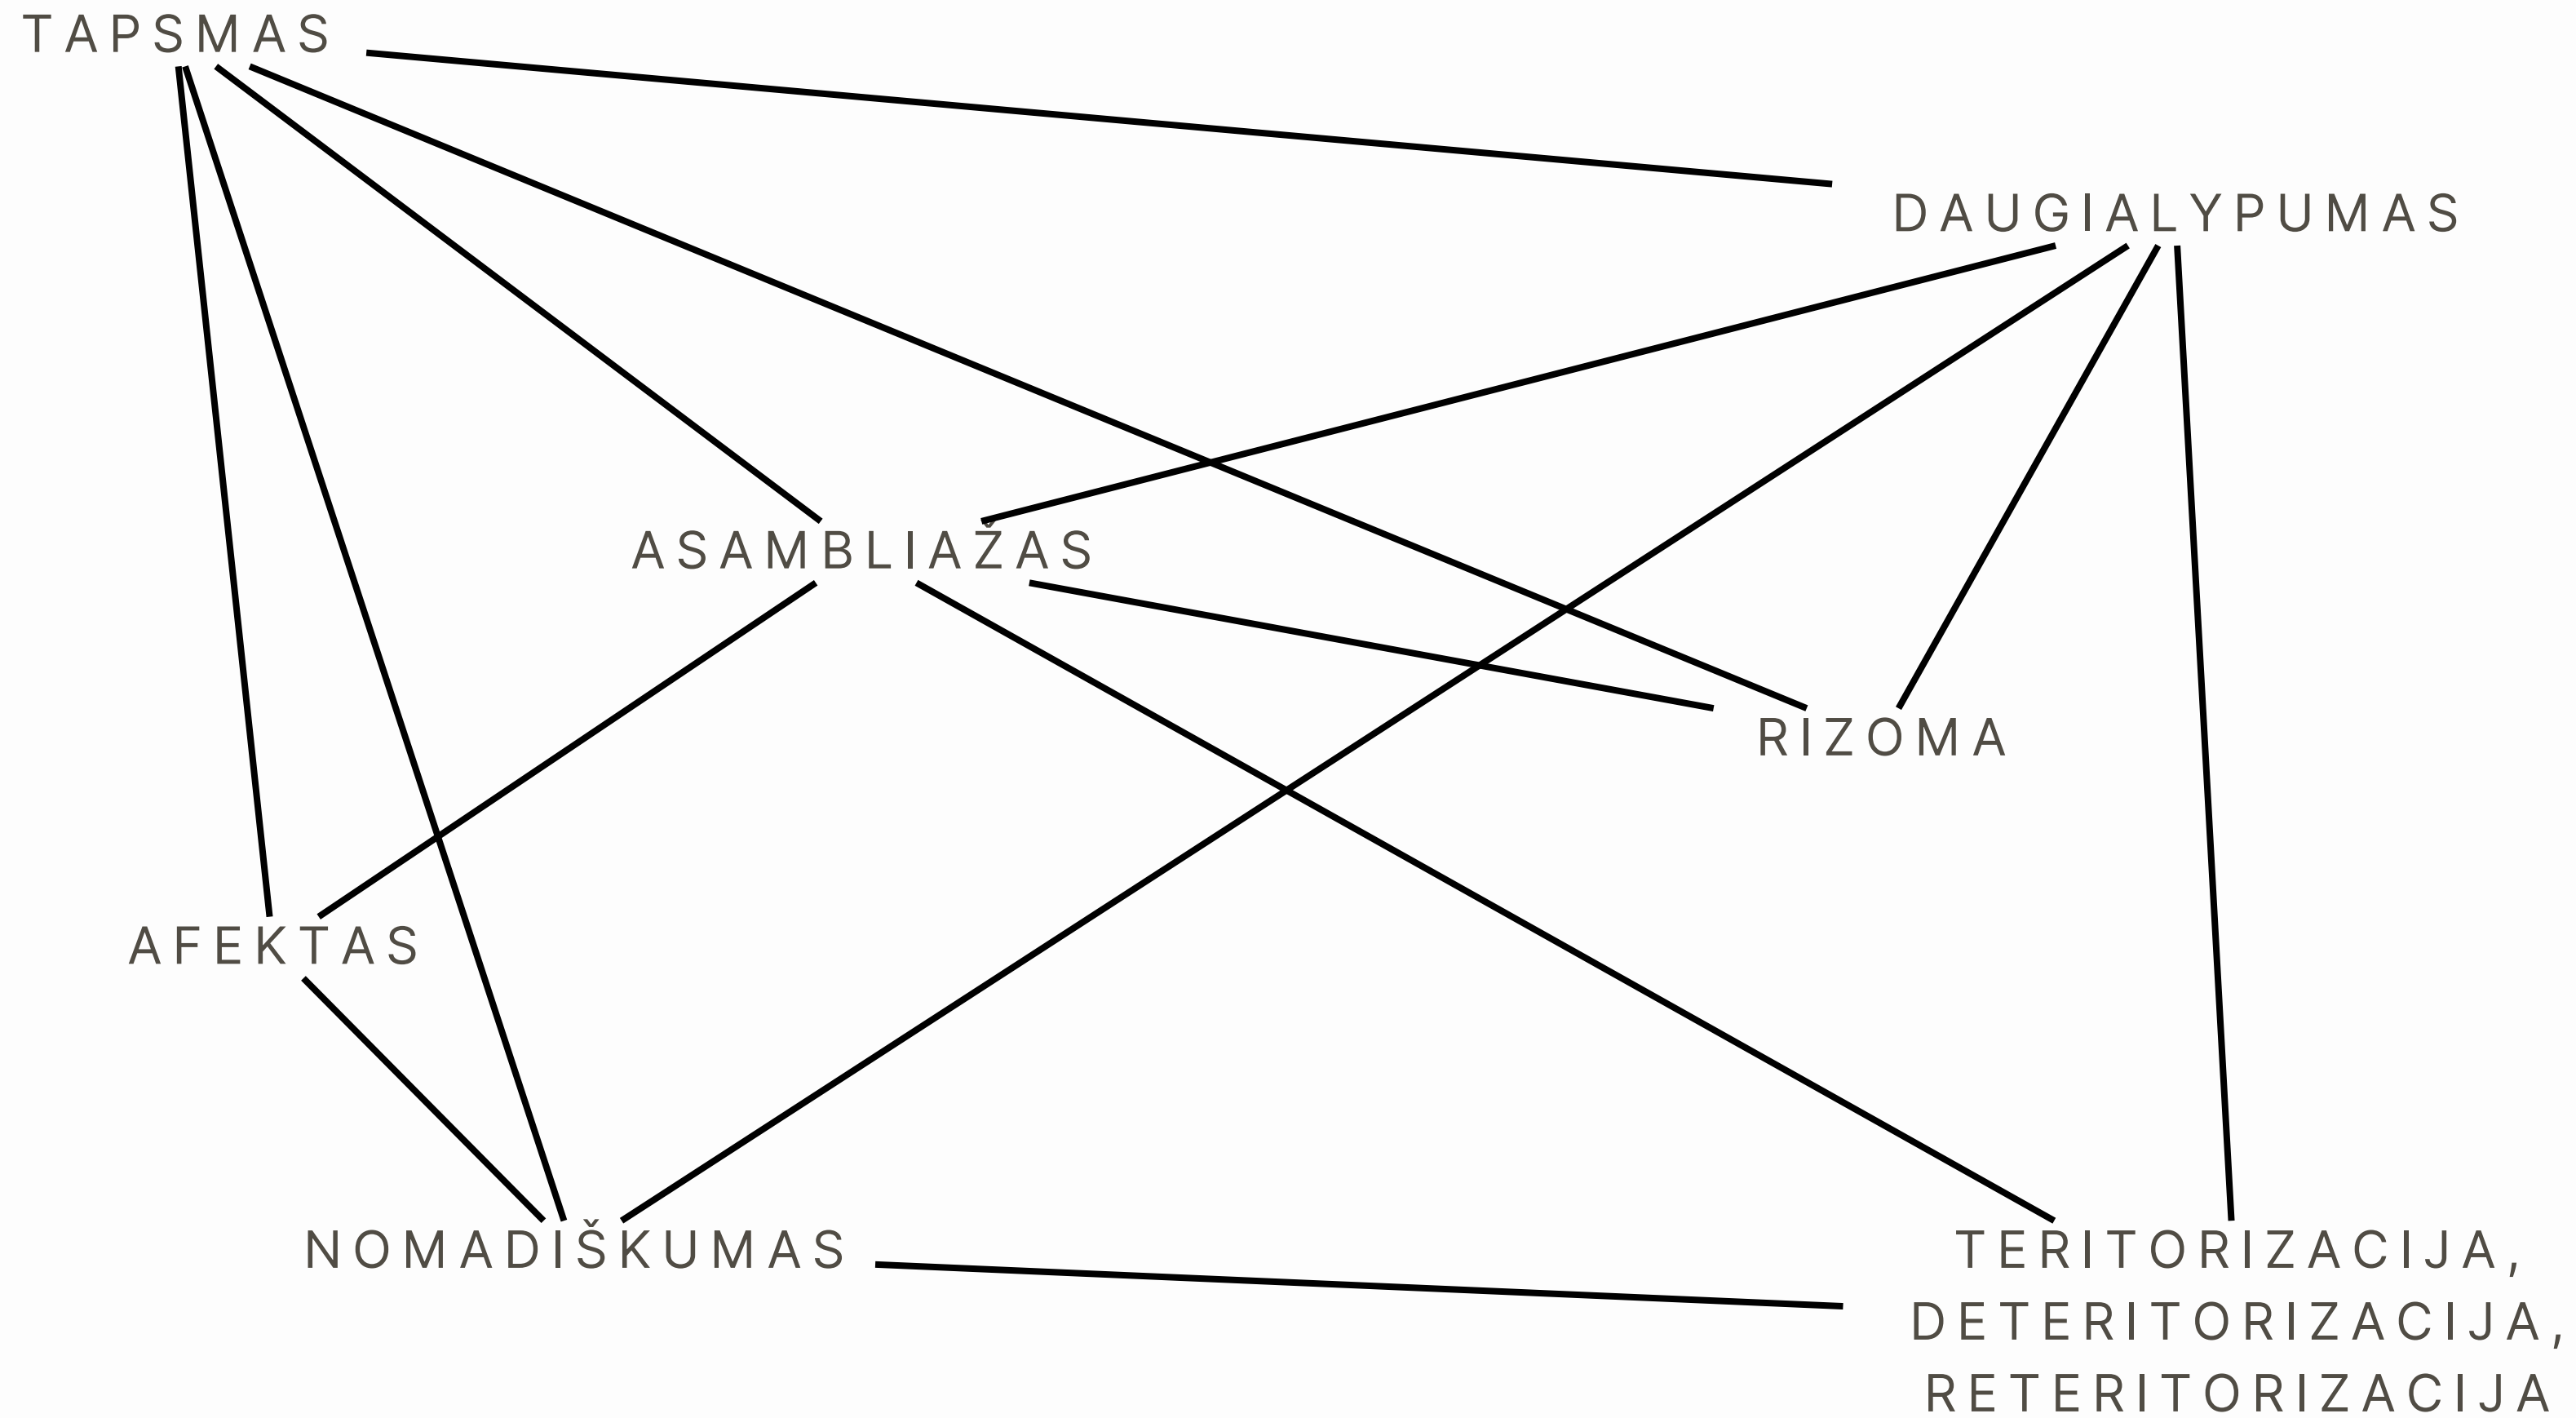 TAPSMAS
DAUGIALYPUMAS
ASAMBLIAŽAS
RIZOMA
AFEKTAS
NOMADIŠKUMAS
TERITORIZACIJA,
DETERITORIZACIJA,
RETERITORIZACIJA